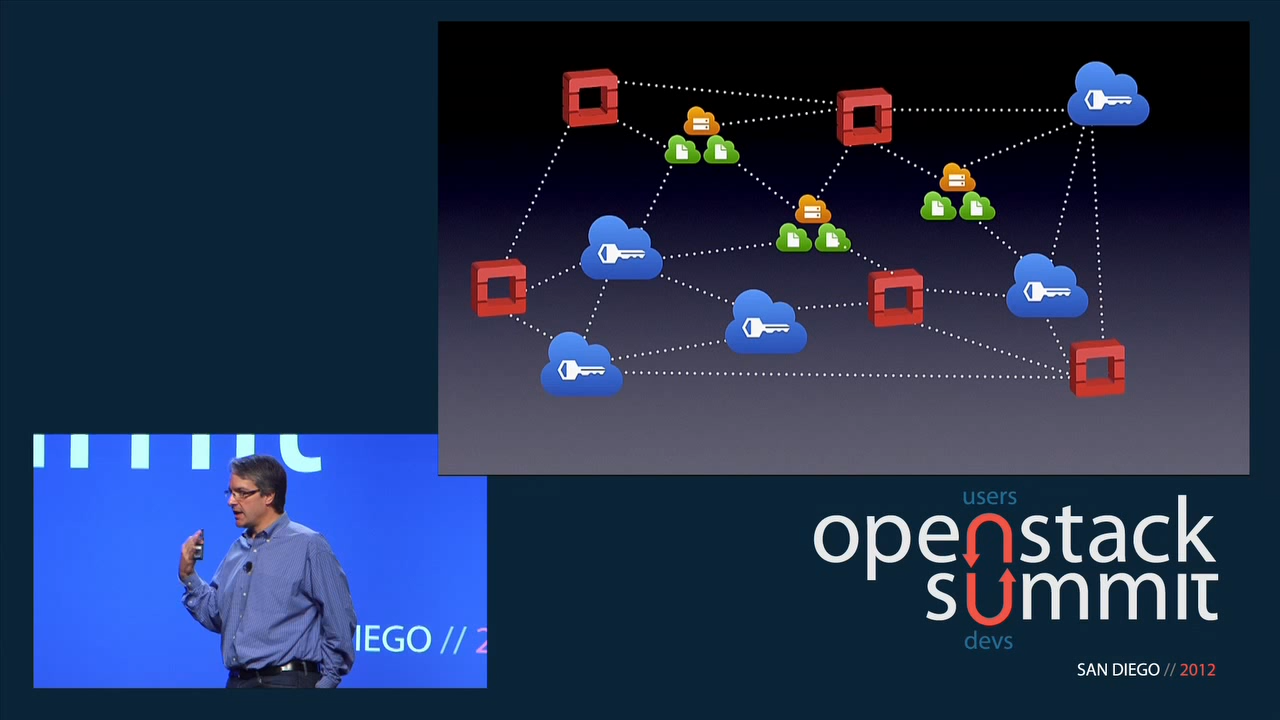 IEGO // 2
users
openstack
summit
devs
SAN DIEGO // 2012